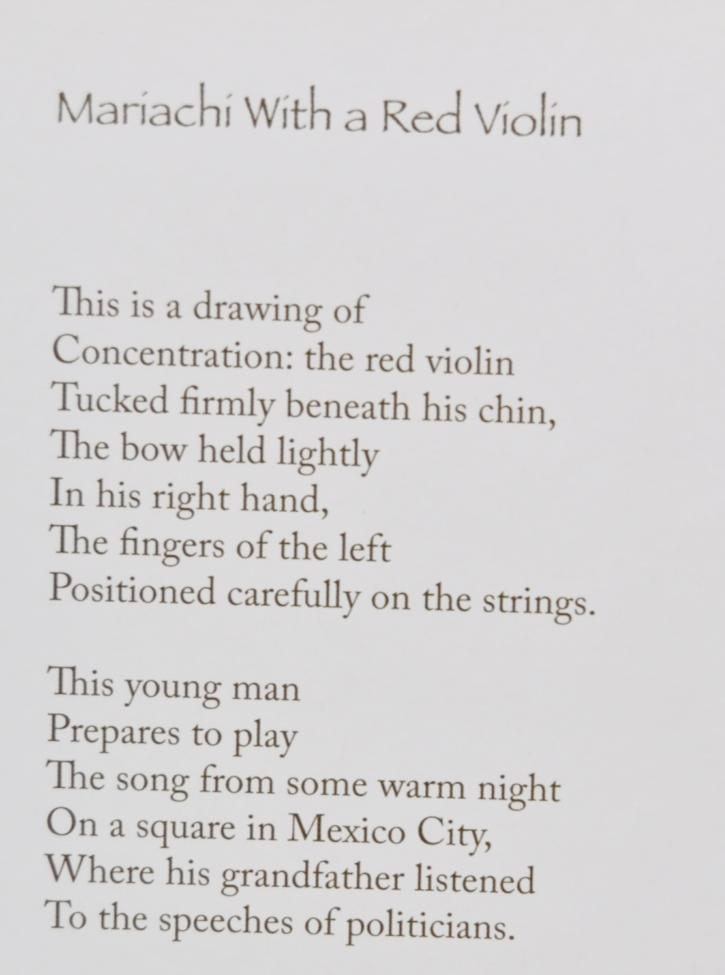 Mariachi With a Red Violin
This is a drawing of
Concentration: the red violin
Tucked firmly beneath his chin,
The bow held lightly
In his right hand,
The fingers of the left
Positioned carefully on the strings.
This young man
Prepares to play
The song from some warm night
On a square in Mexico City,
Where his grandfather listened
To the speeches of politicians.